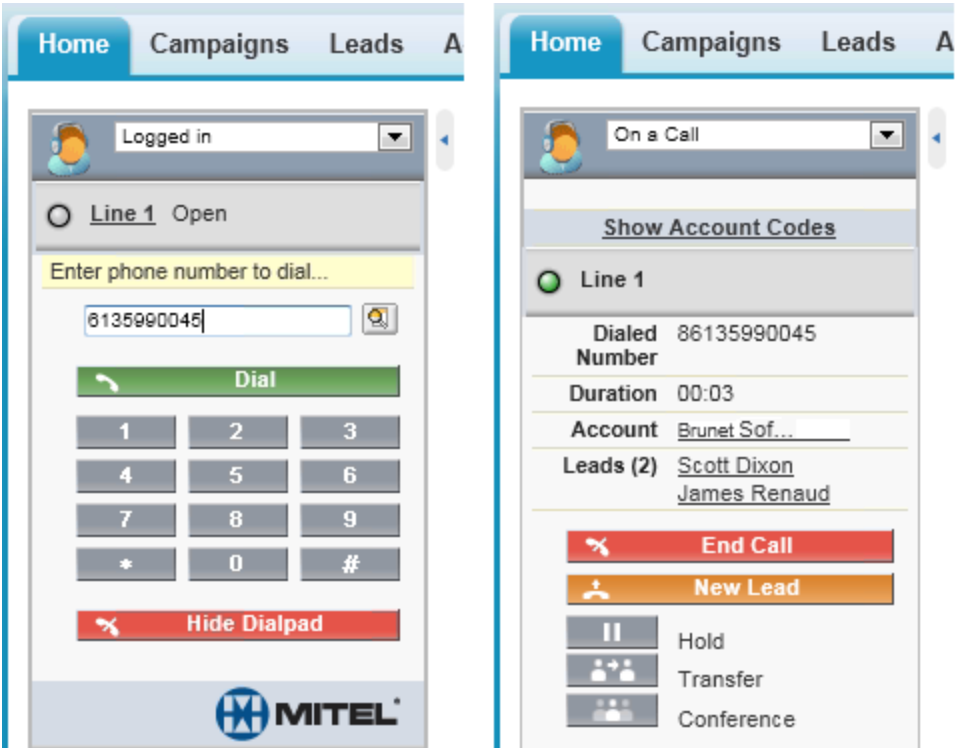 Home Campaigns Leads A
Logged in
Line 1 Open
Enter phone number to dial...
6135990045
Dial
1 2 3
4 5 6
7 8 9
* 0 #
Hide Dialpad
MITEL
Home Campaigns Leads A
On a Call
Show Account Codes
Line 1
Dialed Number 86135990045
Duration 00:03
Account Brunet Sof...
Leads (2) Scott Dixon
James Renaud
End Call
New Lead
Hold
Transfer
Conference